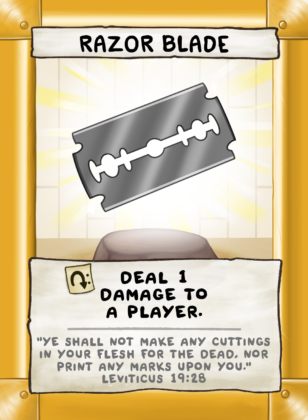 RAZOR BLADE
DEAL 1
DAMAGE TO
A PLAYER.
"YE SHALL NOT MAKE ANY CUTTINGS
IN YOUR FLESH FOR THE DEAD, NOR
PRINT ANY MARKS UPON YOU."
LEVITICUS 19:28